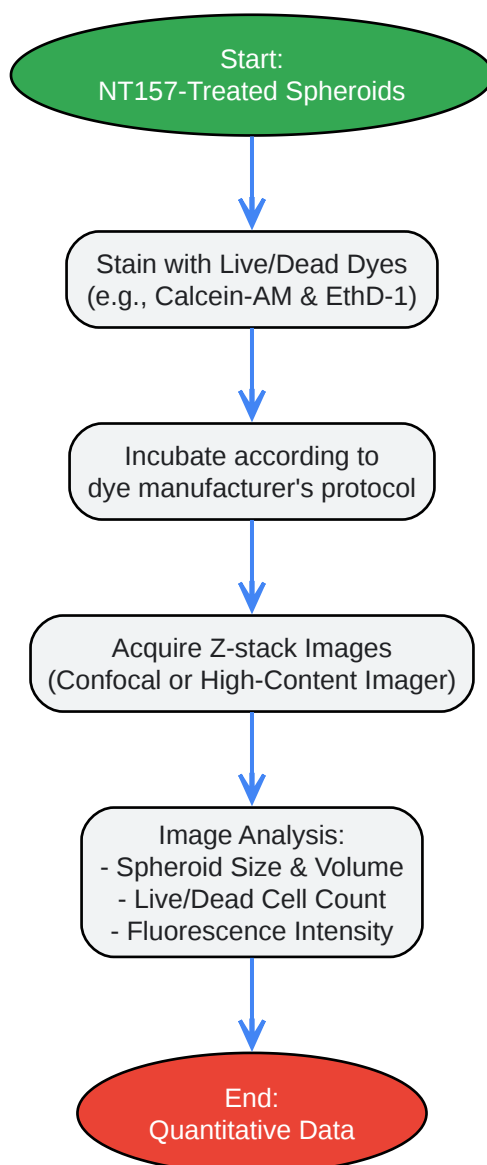 Start:
NT157-Treated Spheroids
Stain with Live/Dead Dyes
(e.g., Calcein-AM & EthD-1)
Incubate according to
dye manufacturer's protocol
Acquire Z-stack Images
(Confocal or High-Content Imager)
Image Analysis:
- Spheroid Size & Volume
- Live/Dead Cell Count
- Fluorescence Intensity
End:
Quantitative Data